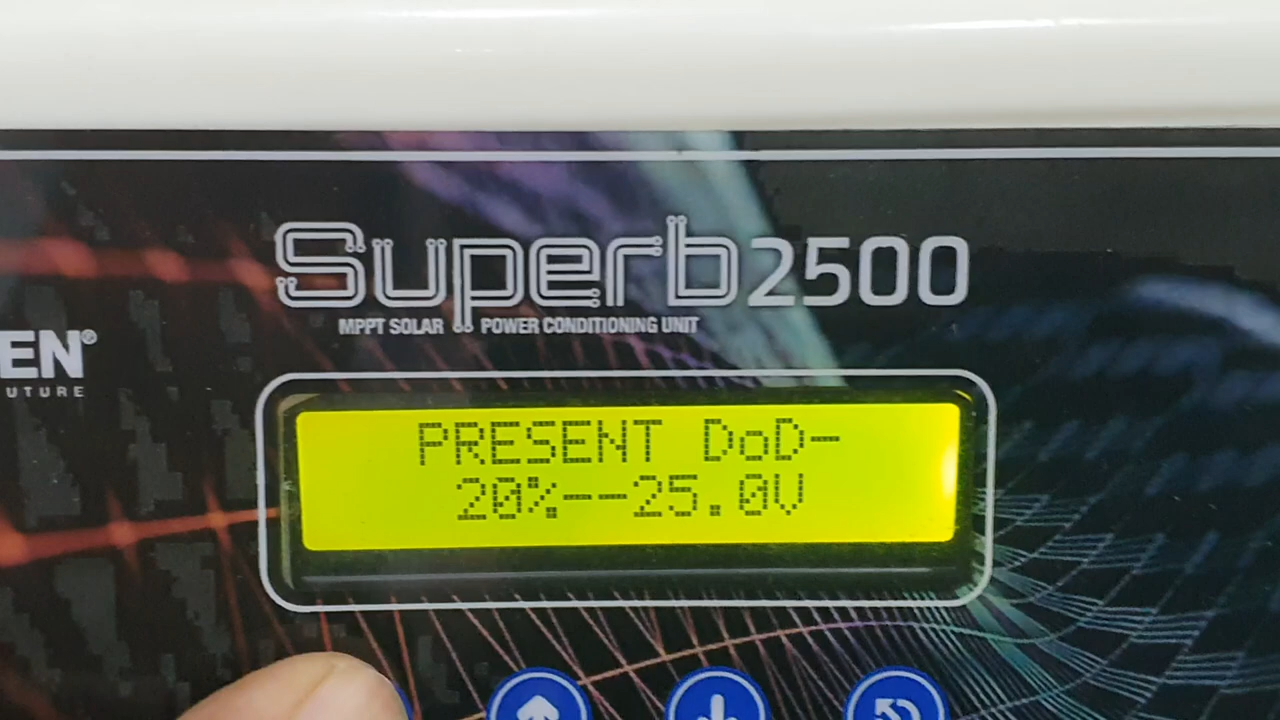 Superb2500
MPPT SOLAR POWER CONDITIONING UNIT
EN®
UTURE
PRESENT DoD-
20%--25.0V